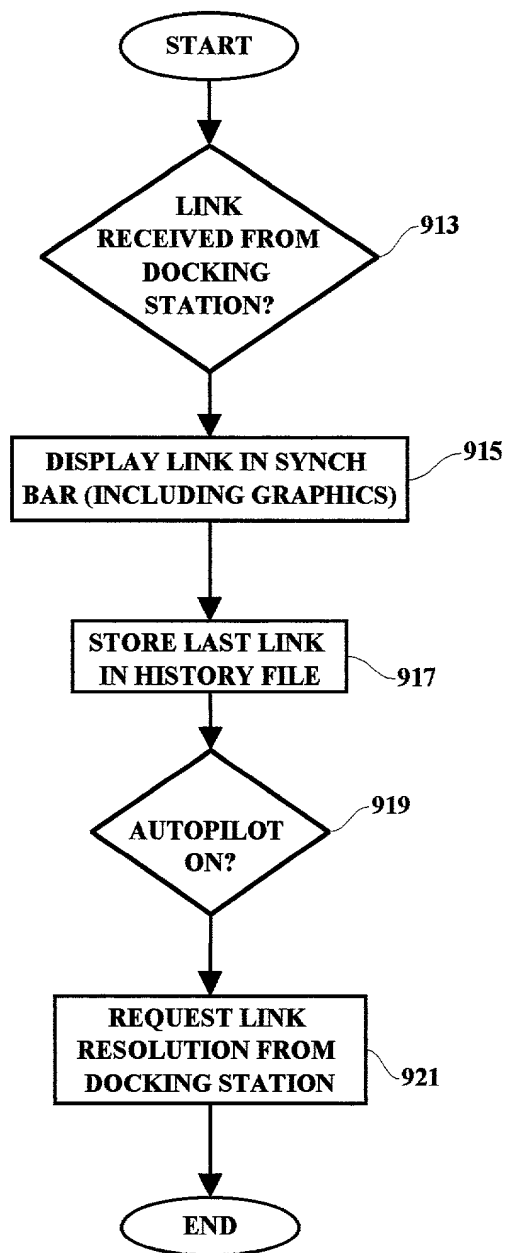 START
LINK
RECEIVED FROM
DOCKING
STATION?
913
DISPLAY LINK IN SYNCH
BAR (INCLUDING GRAPHICS)
915
STORE LAST LINK
IN HISTORY FILE
917
AUTOPILOT
ON?
919
REQUEST LINK
RESOLUTION FROM
DOCKING STATION
921
END